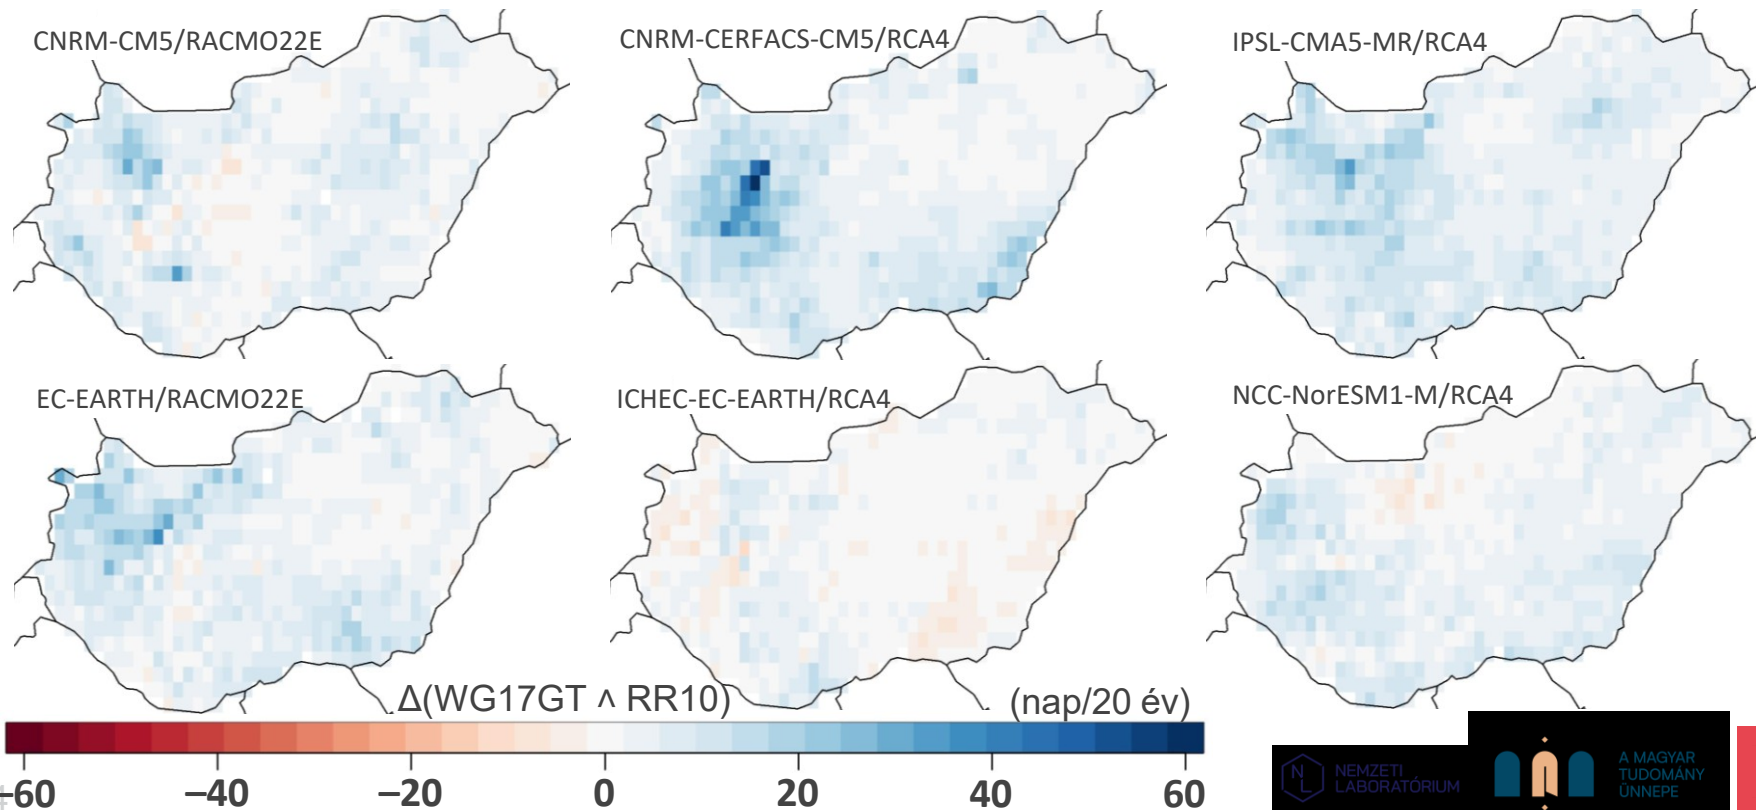 CNRM-CM5/RACMO22E
CNRM-CERFACS-CM5/RCA4
IPSL-CMA5-MR/RCA4
EC-EARTH/RACMO22E
ICHEC-EC-EARTH/RCA4
NCC-NorESM1-M/RCA4
Δ(WG17GT ∧ RR10)
(nap/20 év)
−60 −40 −20 0 20 40 60
NL
NEMZETI
LABORATÓRIUM
A MAGYAR
TUDOMÁNY
ÜNNEPE